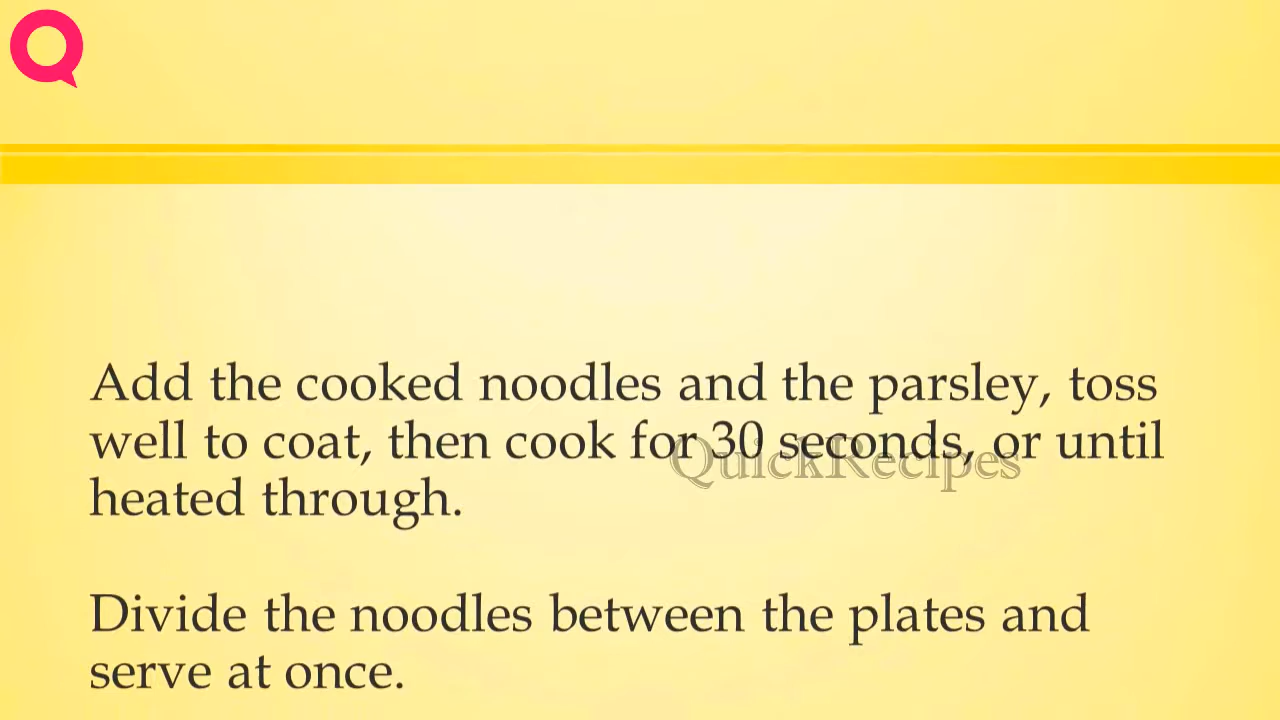 Add the cooked noodles and the parsley, toss
well to coat, then cook for 30 seconds, or until
heated through.
QuickRecipes
Divide the noodles between the plates and
serve at once.